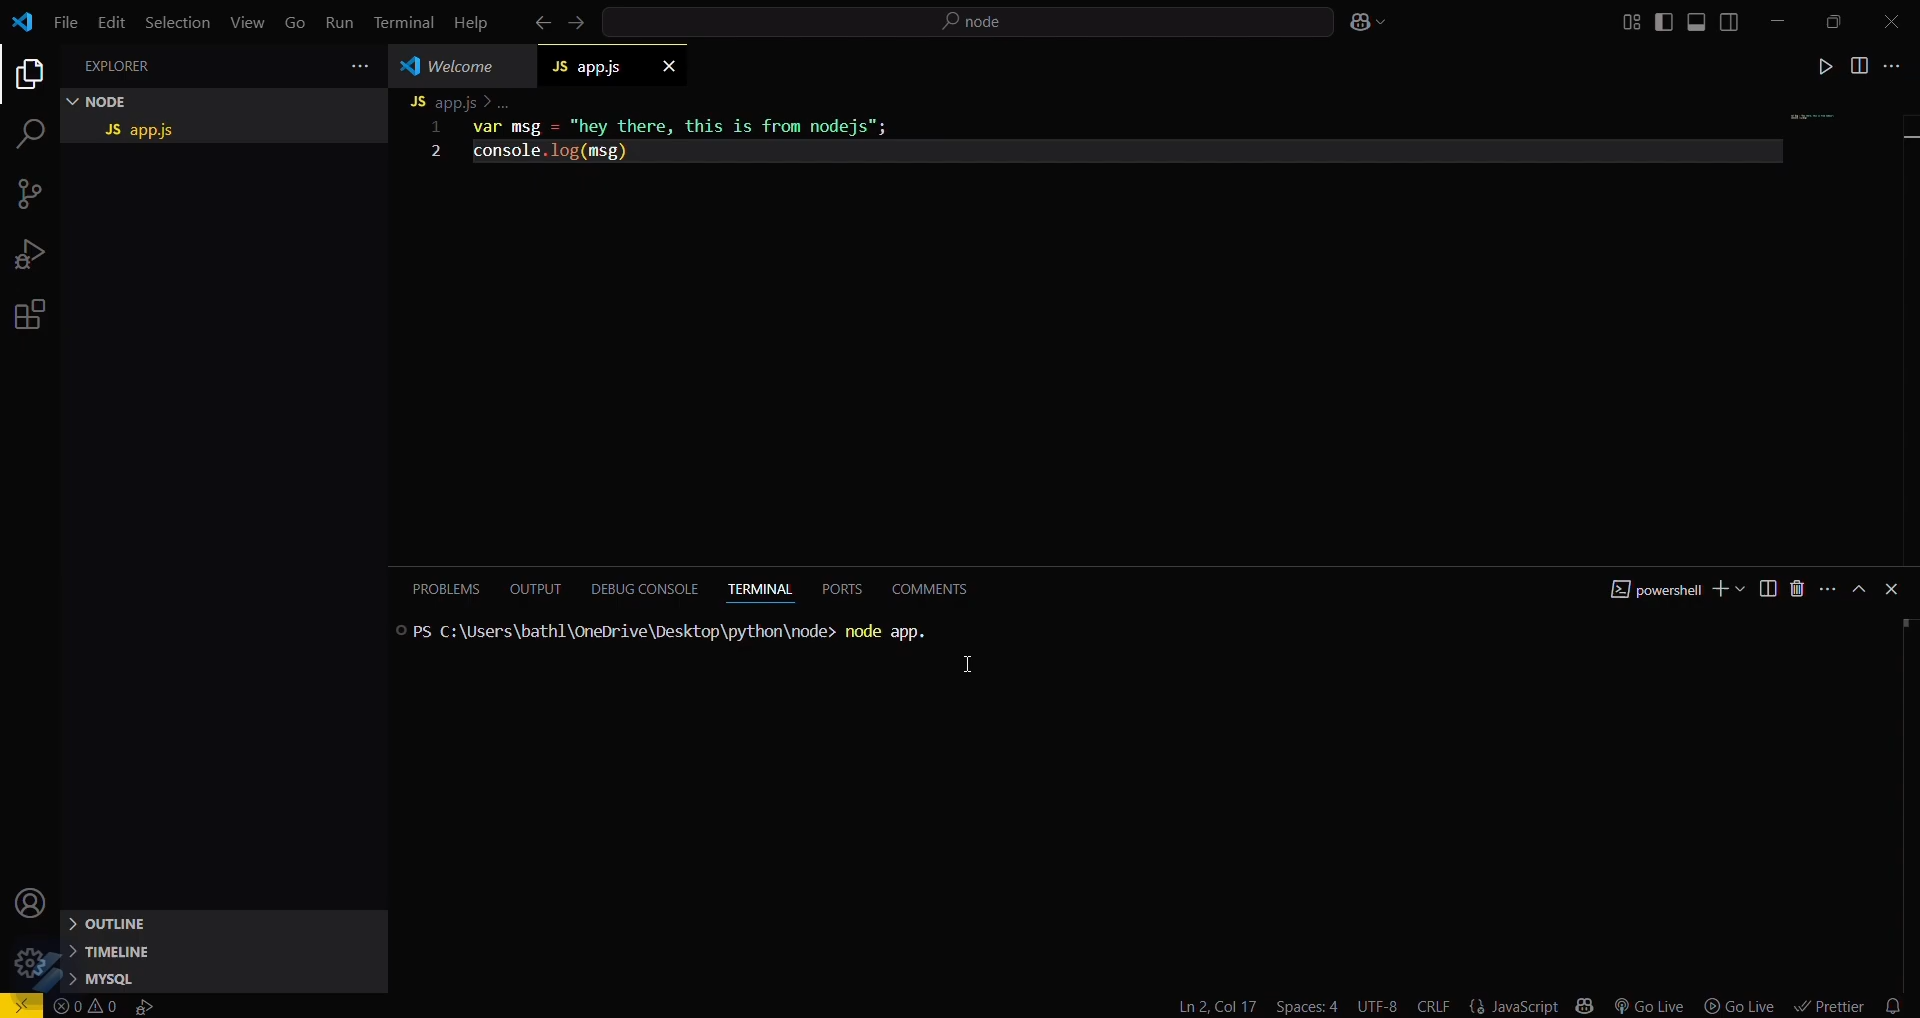 File Edit Selection View Go Run Terminal Help node
EXPLORER
Welcome JS app.js
NODE
JS app.js
JS app.js > ...
1 var msg = "hey there, this is from nodejs";
2 console.log(msg)
PROBLEMS OUTPUT DEBUG CONSOLE TERMINAL PORTS COMMENTS powershell
PS C:\Users\bathl\OneDrive\Desktop\python\node> node app.
OUTLINE
TIMELINE
MYSQL
0 0 Ln 2, Col 17 Spaces: 4 UTF-8 CRLF {} JavaScript Go Live Go Live Prettier